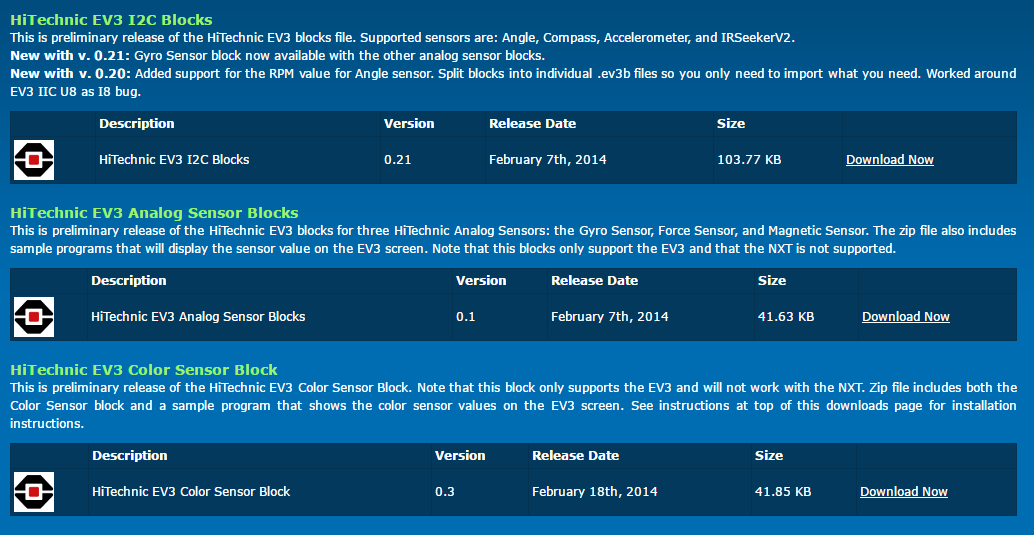 HiTechnic EV3 I2C Blocks
This is preliminary release of the HiTechnic EV3 blocks file. Supported sensors are: Angle, Compass, Accelerometer, and IRSeekerV2.
New with v. 0.21: Gyro Sensor block now available with the other analog sensor blocks.
New with v. 0.20: Added support for the RPM value for Angle sensor. Split blocks into individual .ev3b files so you only need to import what you need. Worked around
EV3 IIC U8 as I8 bug.
Description Version Release Date Size
HiTechnic EV3 I2C Blocks 0.21 February 7th, 2014 103.77 KB Download Now
HiTechnic EV3 Analog Sensor Blocks
This is preliminary release of the HiTechnic EV3 blocks for three HiTechnic Analog Sensors: the Gyro Sensor, Force Sensor, and Magnetic Sensor. The zip file also includes
sample programs that will display the sensor value on the EV3 screen. Note that this blocks only support the EV3 and that the NXT is not supported.
Description Version Release Date Size
HiTechnic EV3 Analog Sensor Blocks 0.1 February 7th, 2014 41.63 KB Download Now
HiTechnic EV3 Color Sensor Block
This is preliminary release of the HiTechnic EV3 Color Sensor Block. Note that this block only supports the EV3 and will not work with the NXT. Zip file includes both the
Color Sensor block and a sample program that shows the color sensor values on the EV3 screen. See instructions at top of this downloads page for installation
instructions.
Description Version Release Date Size
HiTechnic EV3 Color Sensor Block 0.3 February 18th, 2014 41.85 KB Download Now